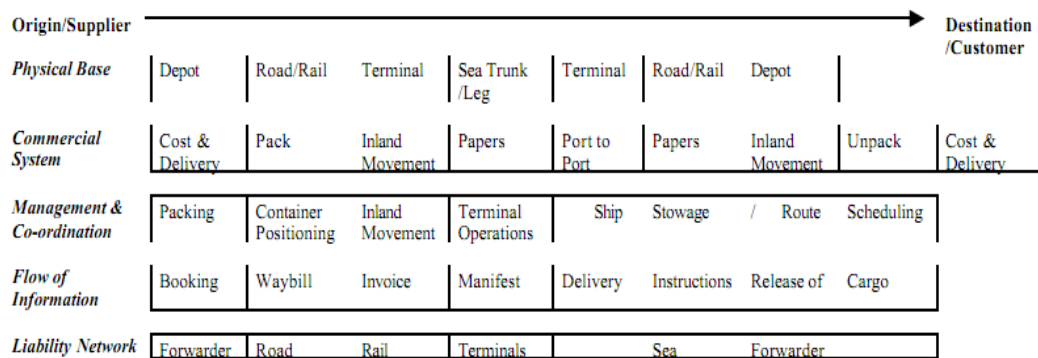 Origin/Supplier Destination
/Customer
Physical Base Depot Road/Rail Terminal Sea Trunk Terminal Road/Rail Depot
/Leg
Commercial Cost & Pack Inland Papers Port to Papers Inland Unpack Cost &
System Delivery Movement Port Movement Delivery
Management & Packing Container Inland Terminal Ship Stowage / Route Scheduling
Co-ordination Positioning Movement Operations
Flow of Booking Waybill Invoice Manifest Delivery Instructions Release of Cargo
Information
Liability Network Forwarder Road Rail Terminals Sea Forwarder